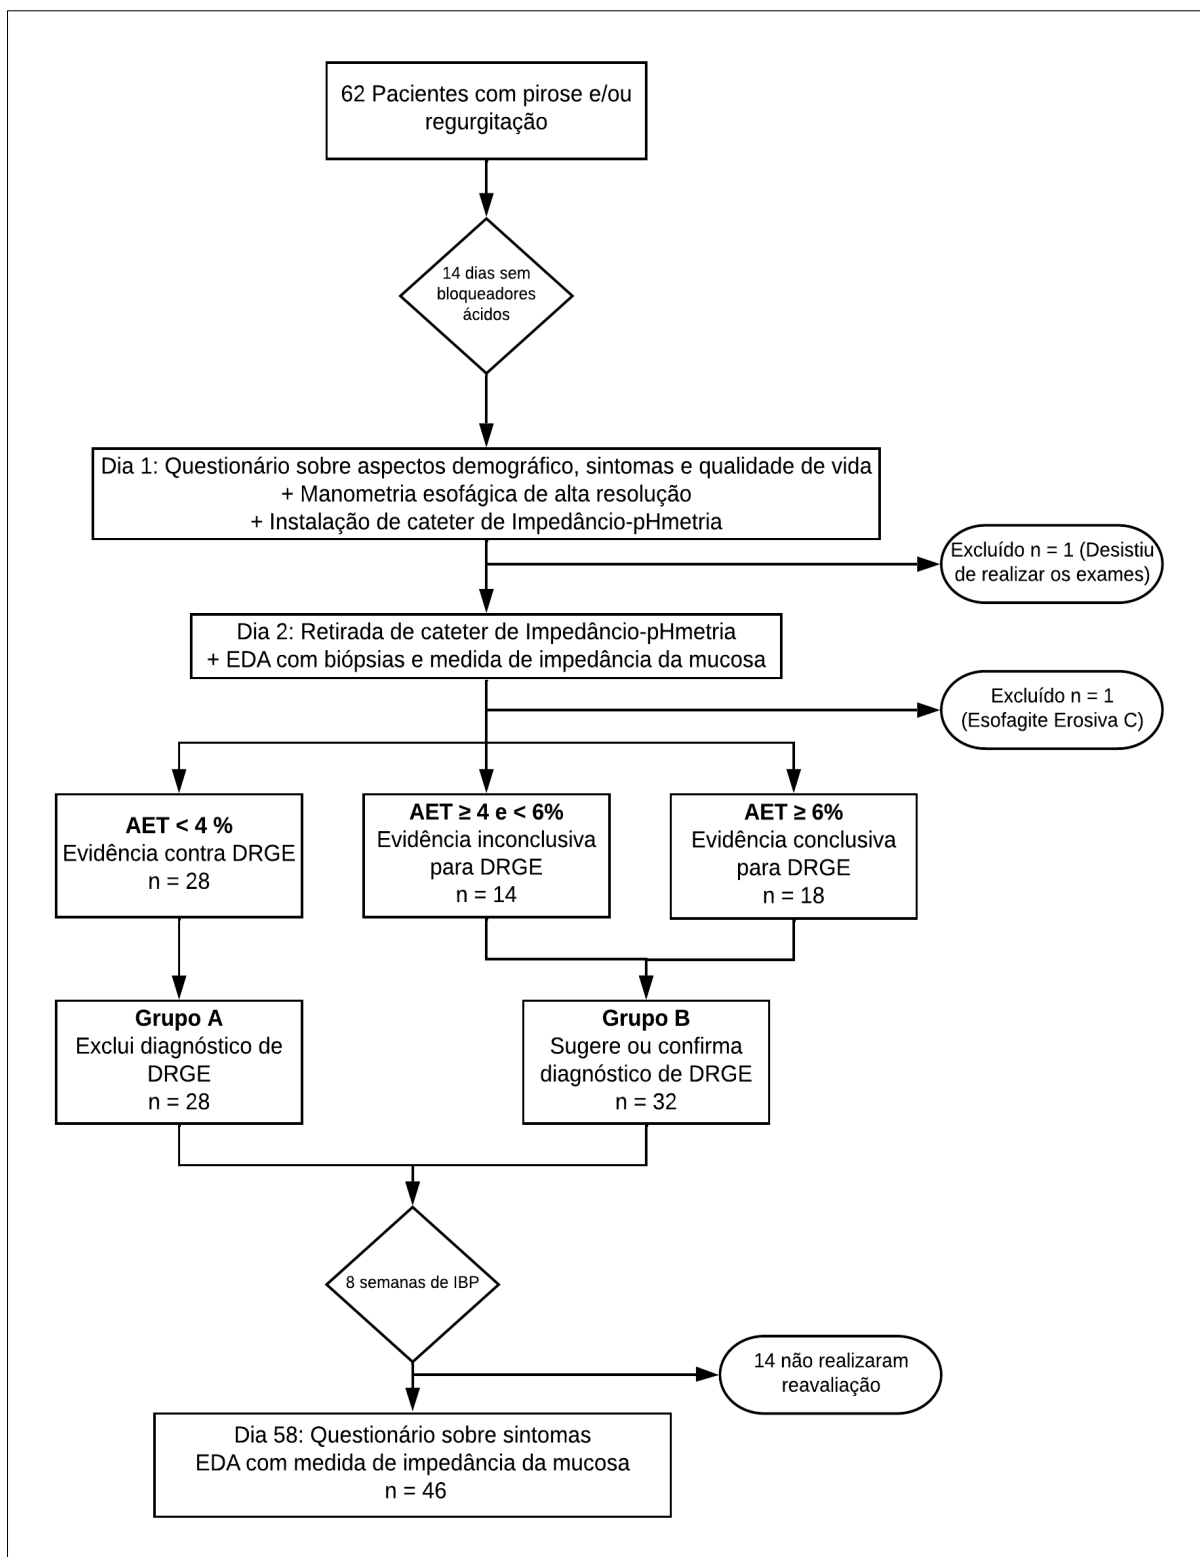 62 Pacientes com pirose e/ou
regurgitação
14 dias sem
bloqueadores
ácidos
Dia 1: Questionário sobre aspectos demográfico, sintomas e qualidade de vida
+ Manometria esofágica de alta resolução
+ Instalação de cateter de Impedâncio-pHmetria
Excluído n = 1 (Desistiu
de realizar os exames)
Dia 2: Retirada de cateter de Impedâncio-pHmetria
+ EDA com biópsias e medida de impedância da mucosa
Excluído n = 1
(Esofagite Erosiva C)
AET < 4 %
Evidência contra DRGE
n = 28
AET ≥ 4 e < 6%
Evidência inconclusiva
para DRGE
n = 14
AET ≥ 6%
Evidência conclusiva
para DRGE
n = 18
Grupo A
Exclui diagnóstico de
DRGE
n = 28
Grupo B
Sugere ou confirma
diagnóstico de DRGE
n = 32
8 semanas de IBP
14 não realizaram
reavaliação
Dia 58: Questionário sobre sintomas
EDA com medida de impedância da mucosa
n = 46